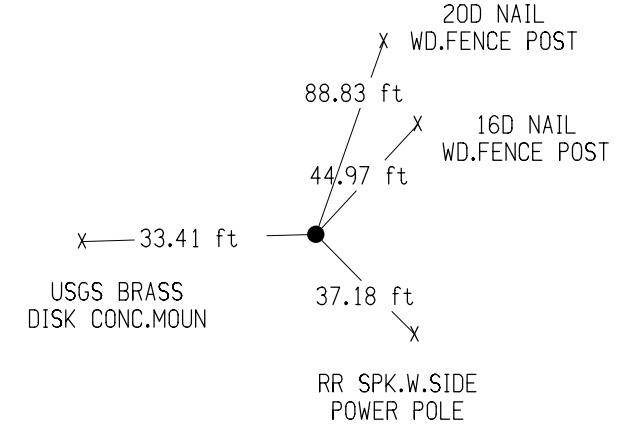 20D NAIL
WD.FENCE POST
88.83 ft
16D NAIL
WD.FENCE POST
44.97 ft
33.41 ft
USGS BRASS
DISK CONC.MOUN
37.18 ft
RR SPK.W.SIDE
POWER POLE